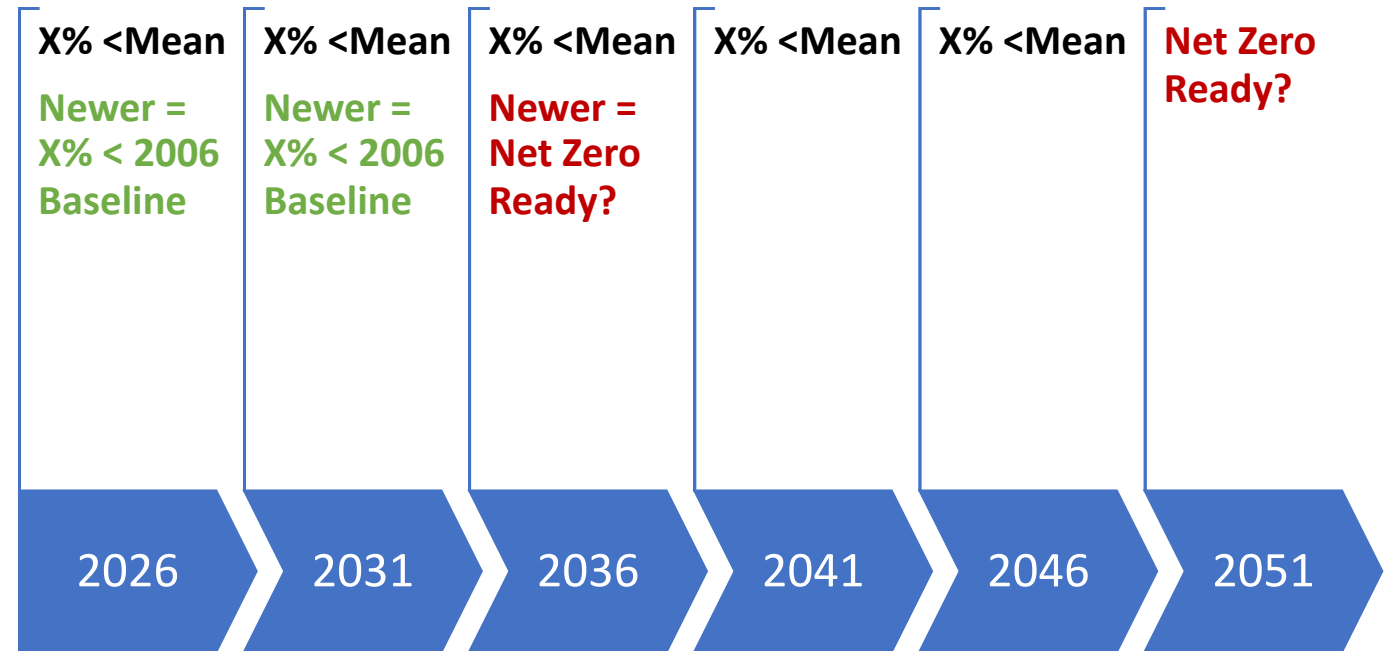 X% <Mean
Newer =
X% < 2006
Baseline
X% <Mean
Newer =
X% < 2006
Baseline
X% <Mean
Newer =
Net Zero
Ready?
X% <Mean
X% <Mean
Net Zero
Ready?
2026
2031
2036
2041
2046
2051